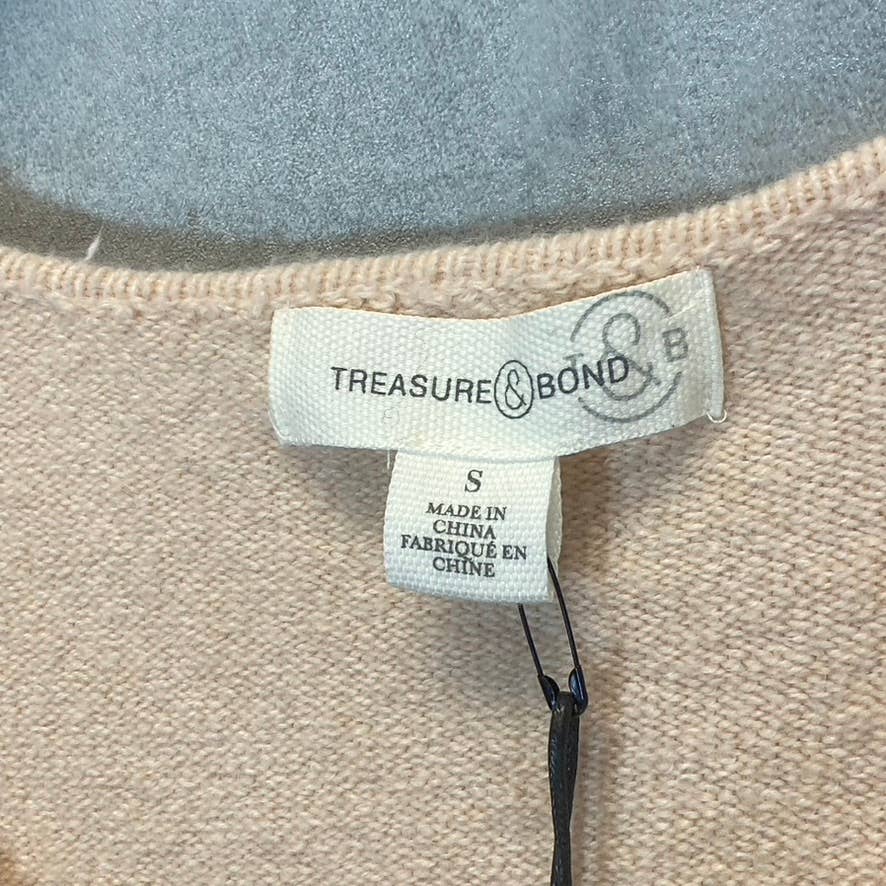 TREASURE & BOND
T & B
S
MADE IN
CHINA
FABRIQUÉ EN
CHINE